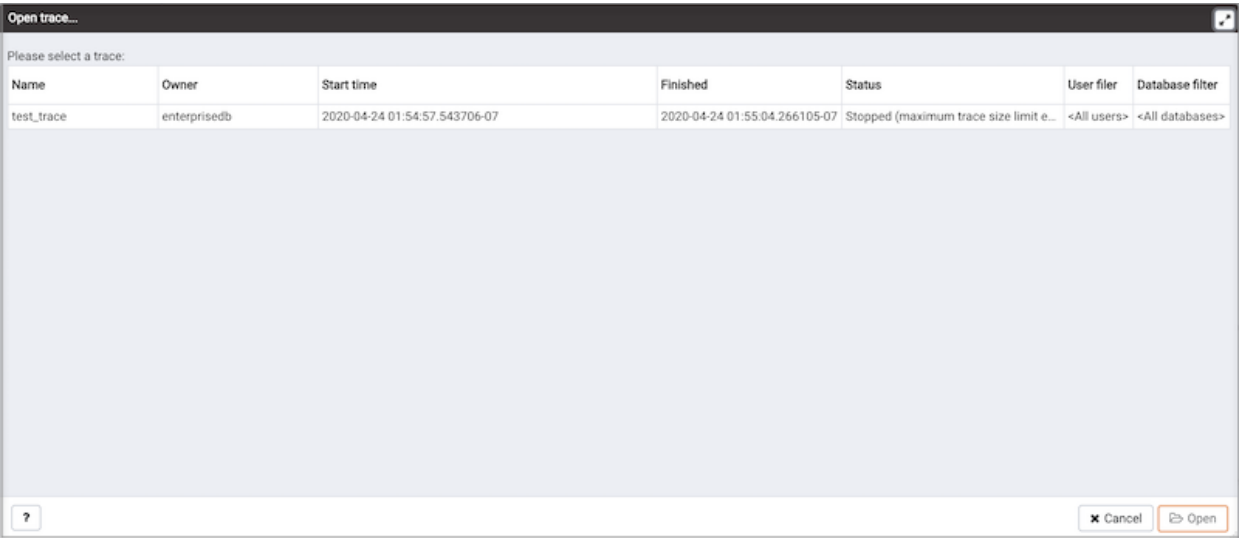 Open trace...
Please select a trace:
Name Owner Start time Finished Status User filer Database filter
test_trace enterprisedb 2020-04-24 01:54:57.543706-07 2020-04-24 01:55:04.266105-07 Stopped (maximum trace size limit e... <All users> <All databases>
? Cancel Open